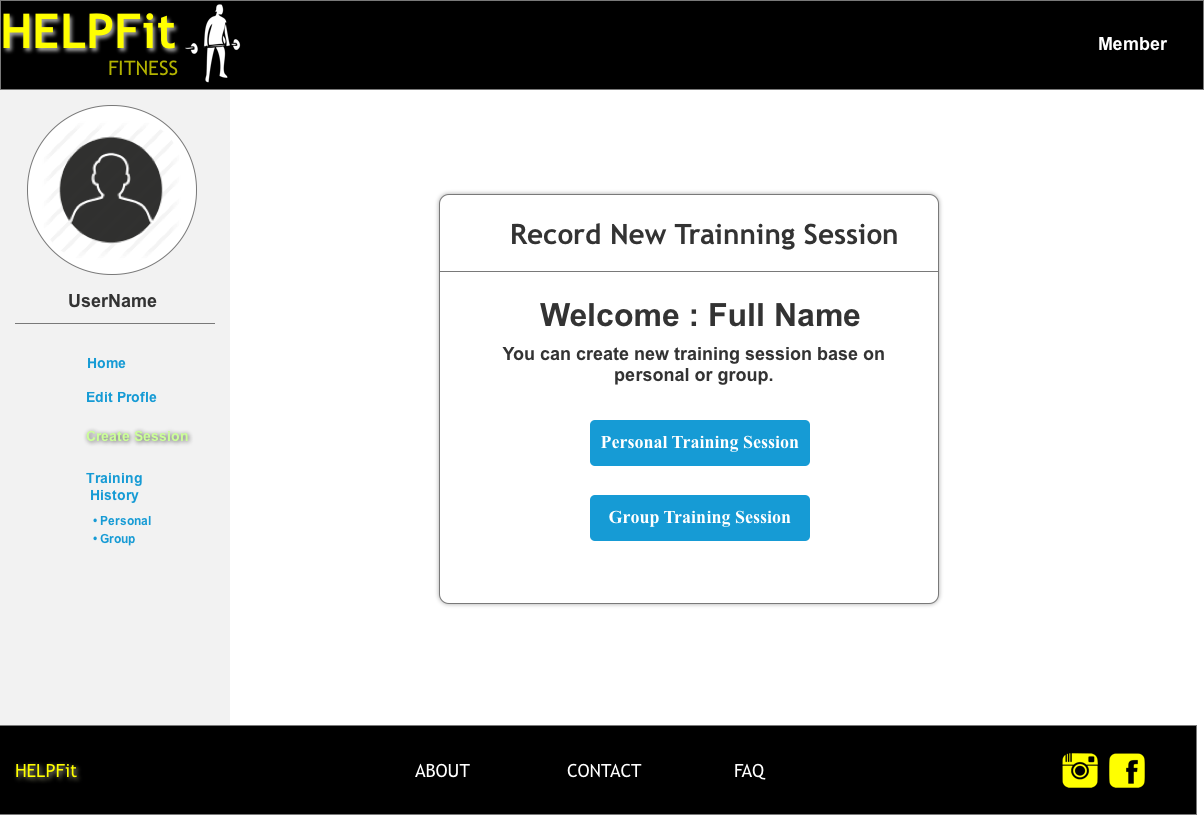 HELPFit
FITNESS
Member
UserName
Home
Edit Profle
Create Session
Training
History
• Personal
• Group
Record New Trainning Session
Welcome : Full Name
You can create new training session base on
personal or group.
Personal Training Session
Group Training Session
HELPFit
ABOUT
CONTACT
FAQ